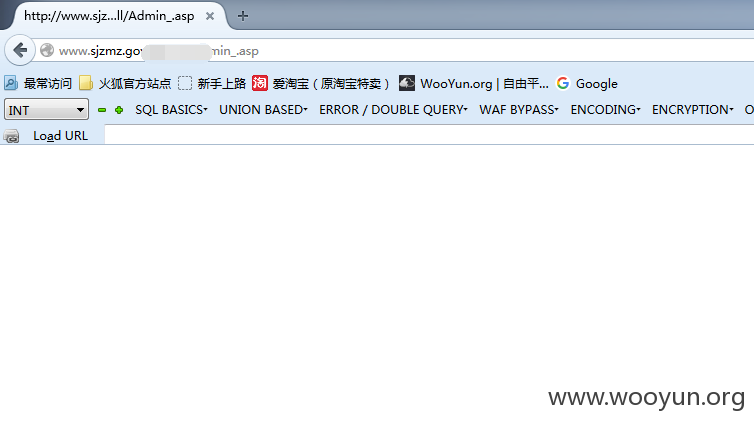 http://www.sjz...ll/Admin_.asp
www.sjzmz.gov min_.asp
最常访问 火狐官方站点 新手上路 爱淘宝（原淘宝特卖） WooYun.org | 自由平... Google
INT SQL BASICS UNION BASED ERROR / DOUBLE QUERY WAF BYPASS ENCODING ENCRYPTION O
Load URL
www.wooyun.org